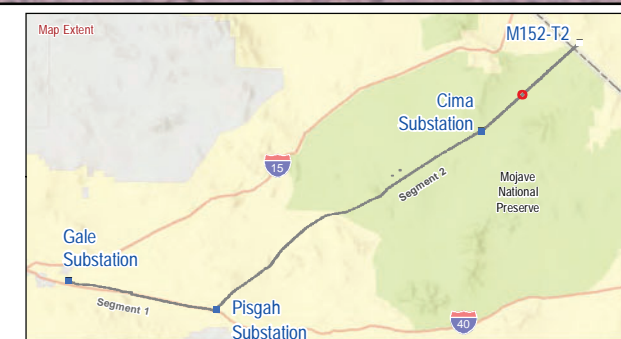 Map Extent
M152-T2
Cima
Substation
15
Segment 2
Mojave
National
Preserve
Gale
Substation
Segment 1
Pisgah
Substation
40